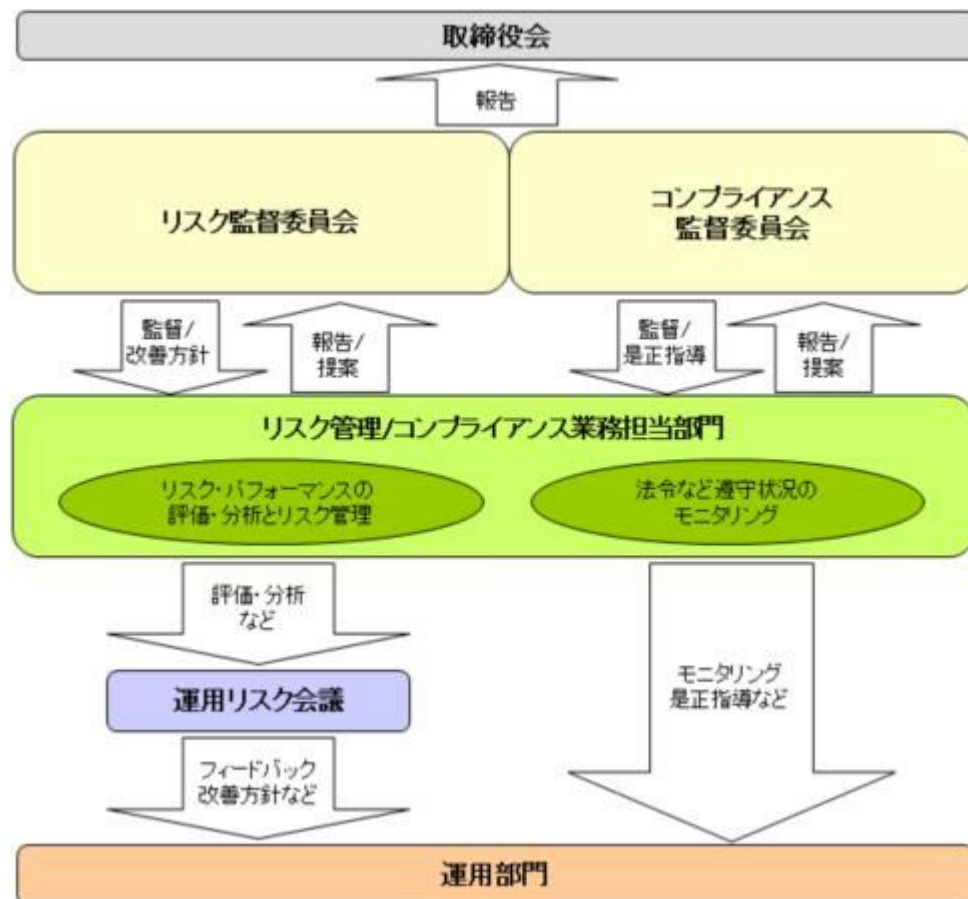 取締役会
報告
リスク監督委員会
コンプライアンス
監督委員会
監督/
改善方針
報告/
提案
監督/
是正指導
報告/
提案
リスク管理/コンプライアンス業務担当部門
リスク・パフォーマンスの
評価・分析とリスク管理
法令など遵守状況の
モニタリング
評価・分析
など
運用リスク会議
フィードバック
改善方針など
モニタリング
是正指導など
運用部門